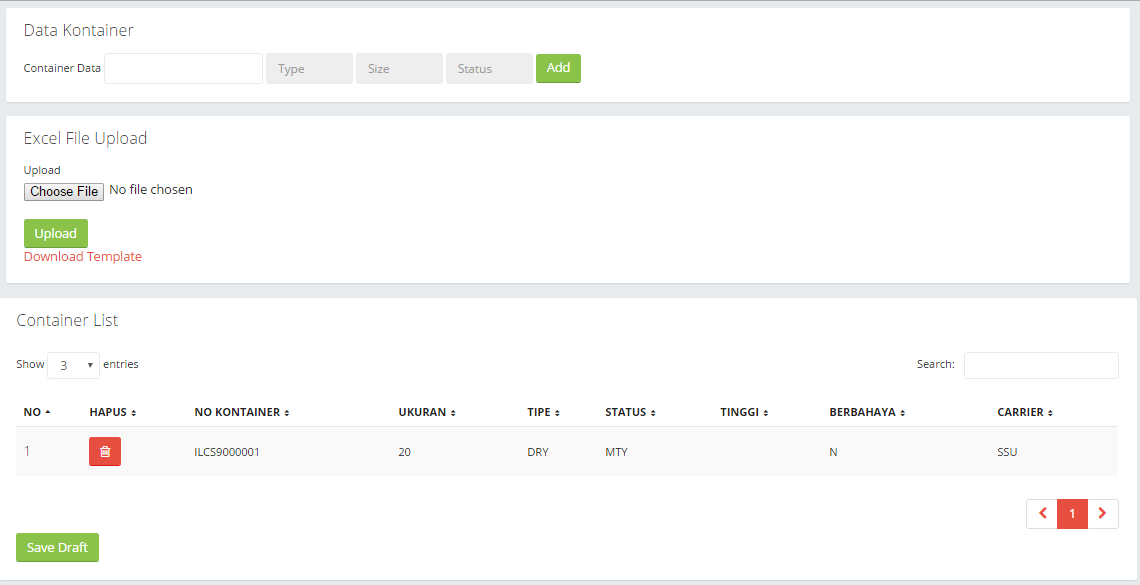 Data Kontainer
Container Data Type Size Status Add
Excel File Upload
Upload
Choose File No file chosen
Upload
Download Template
Container List
Show 3 entries Search:
NO HAPUS NO KONTAINER UKURAN TIPE STATUS TINGGI BERBAHAYA CARRIER
1 ILCS9000001 20 DRY MTY N SSU
1
Save Draft